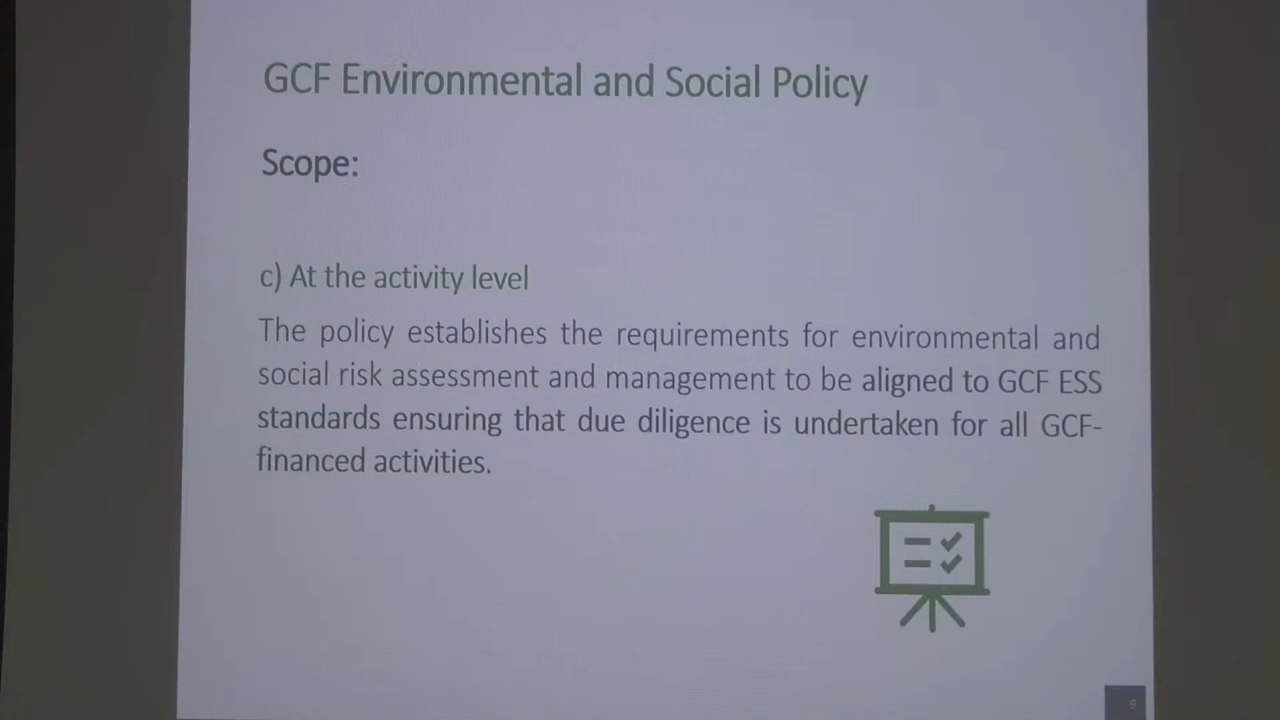 GCF Environmental and Social Policy
Scope:
c) At the activity level
The policy establishes the requirements for environmental and
social risk assessment and management to be aligned to GCF ESS
standards ensuring that due diligence is undertaken for all GCF-
financed activities.
9